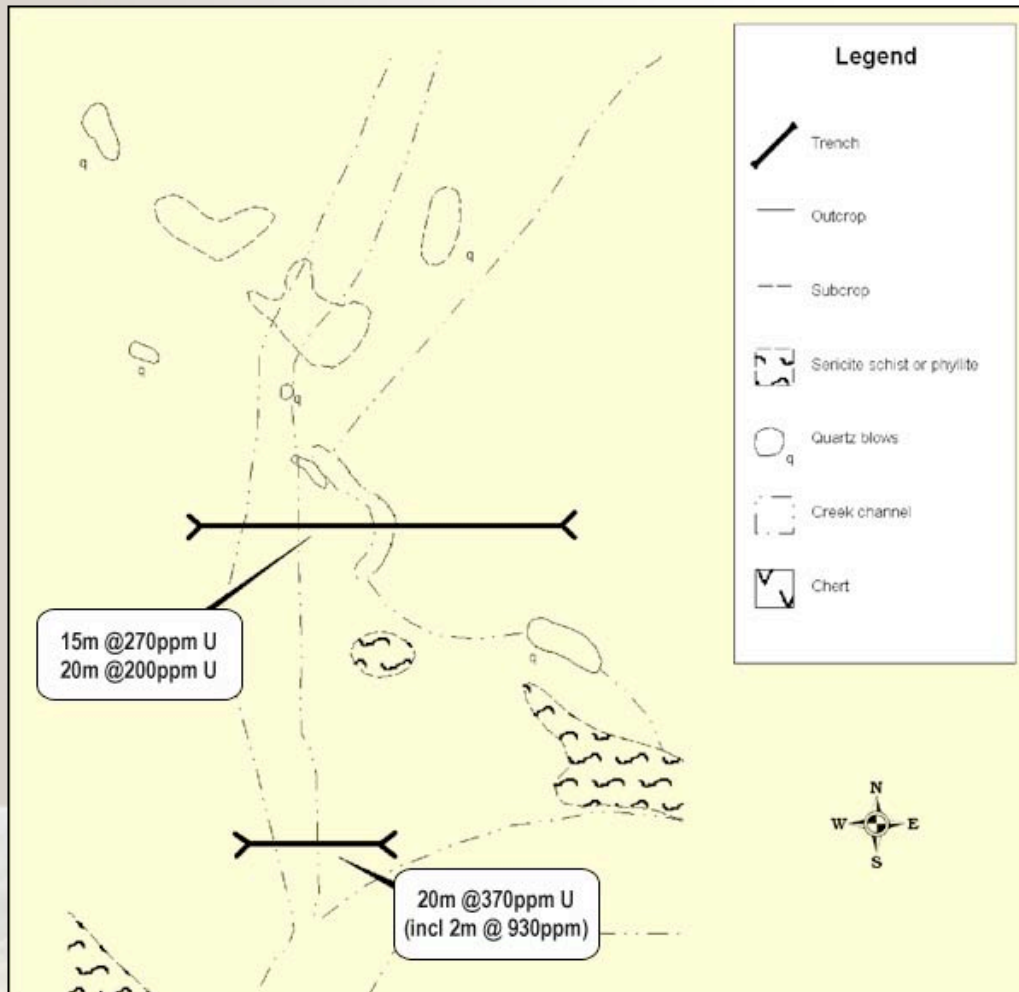 Legend
Trench
Outcrop
Subcrop
Sericite schist or phyllite
Quartz blows
q
Creek channel
Chert
q
q
q
q
q
q
15m @270ppm U
20m @200ppm U
q
N
W E
S
20m @370ppm U
(incl 2m @ 930ppm)